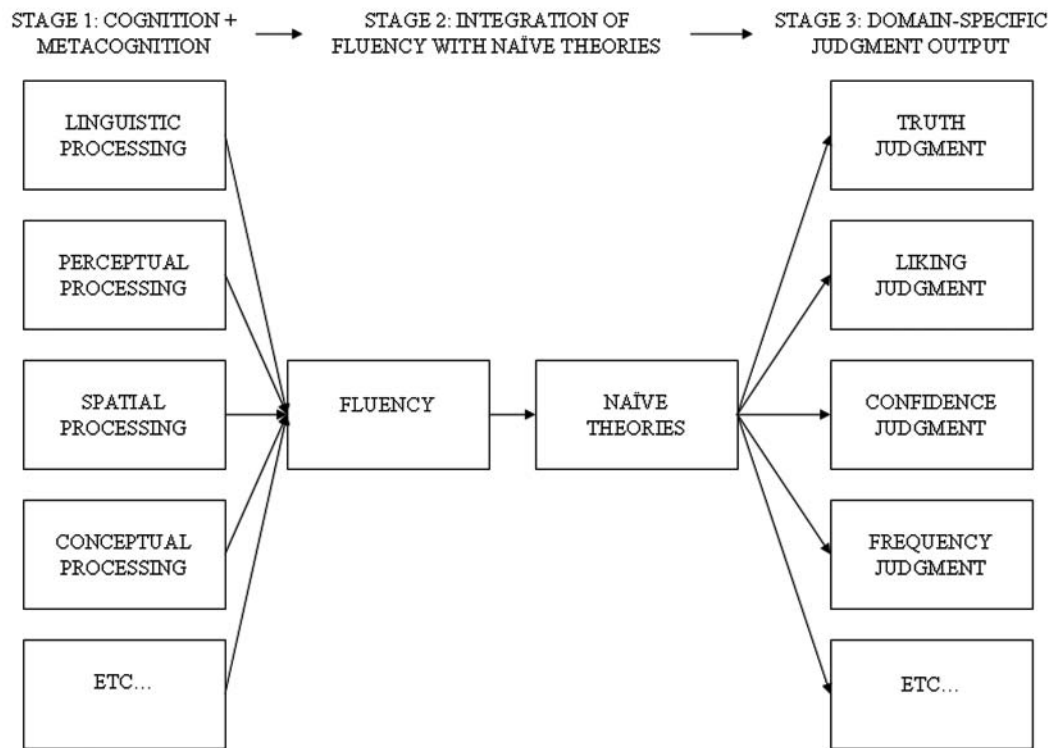 STAGE 1: COGNITION +
METACOGNITION
STAGE 2: INTEGRATION OF
FLUENCY WITH NAÏVE THEORIES
STAGE 3: DOMAIN-SPECIFIC
JUDGMENT OUTPUT
LINGUISTIC
PROCESSING
PERCEPTUAL
PROCESSING
SPATIAL
PROCESSING
CONCEPTUAL
PROCESSING
ETC...
FLUENCY
NAÏVE
THEORIES
TRUTH
JUDGMENT
LIKING
JUDGMENT
CONFIDENCE
JUDGMENT
FREQUENCY
JUDGMENT
ETC...